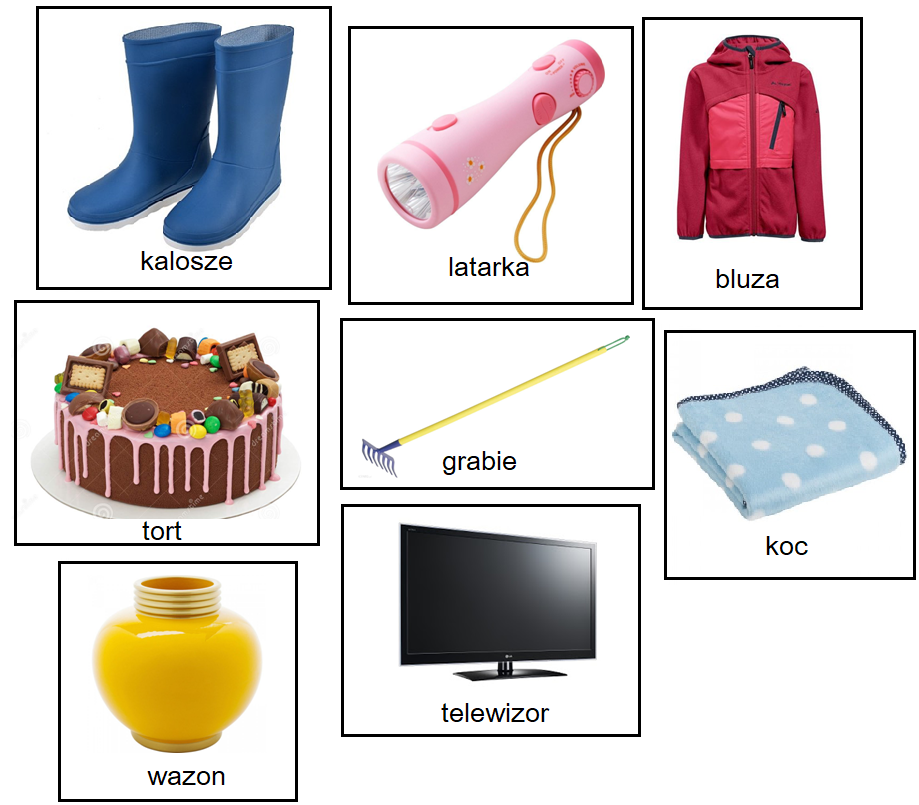 kalosze
latarka
bluza
tort
grabie
koc
telewizor
wazon